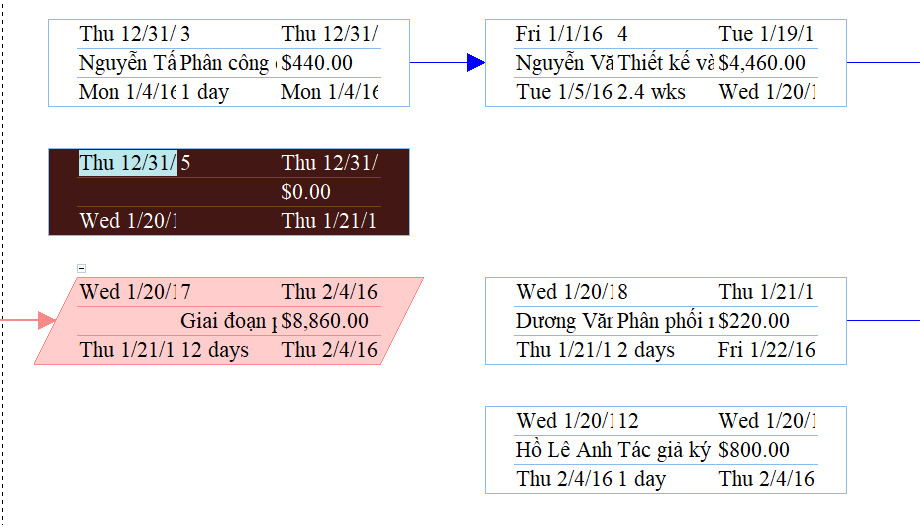 Thu 12/31/ 3 Thu 12/31/
Nguyễn Tấ Phân công $440.00
Mon 1/4/16 1 day Mon 1/4/16
Fri 1/1/16 4 Tue 1/19/1
Nguyễn Vă Thiết kế và $4,460.00
Tue 1/5/16 2.4 wks Wed 1/20/1
Thu 12/31/ 5 Thu 12/31/
$0.00
Wed 1/20/1 Thu 1/21/1
Wed 1/20/1 7 Thu 2/4/16
Giai đoạn $8,860.00
Thu 1/21/1 12 days Thu 2/4/16
Wed 1/20/1 8 Thu 1/21/1
Dương Văn Phân phối $220.00
Thu 1/21/1 2 days Fri 1/22/16
Wed 1/20/1 12 Wed 1/20/1
Hồ Lê Anh Tác giả ký $800.00
Thu 2/4/16 1 day Thu 2/4/16